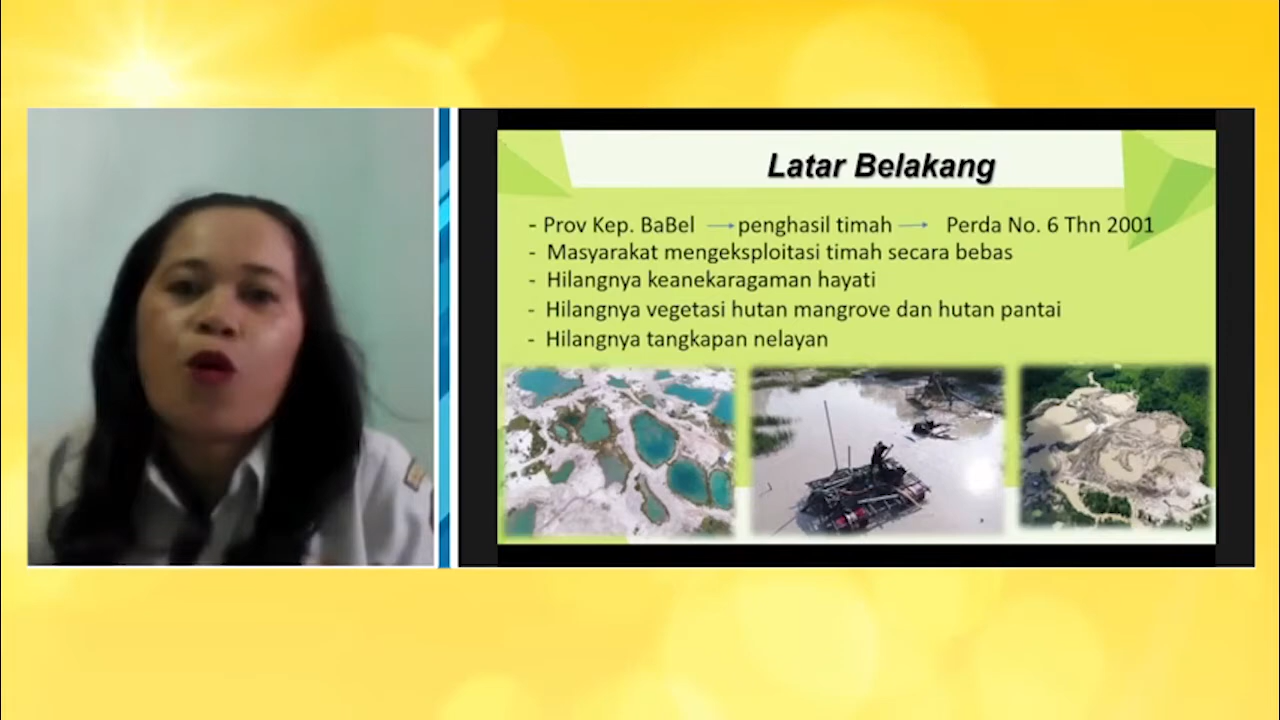 Latar Belakang
- Prov Kep. BaBel → penghasil timah → Perda No. 6 Thn 2001
- Masyarakat mengeksploitasi timah secara bebas
- Hilangnya keanekaragaman hayati
- Hilangnya vegetasi hutan mangrove dan hutan pantai
- Hilangnya tangkapan nelayan